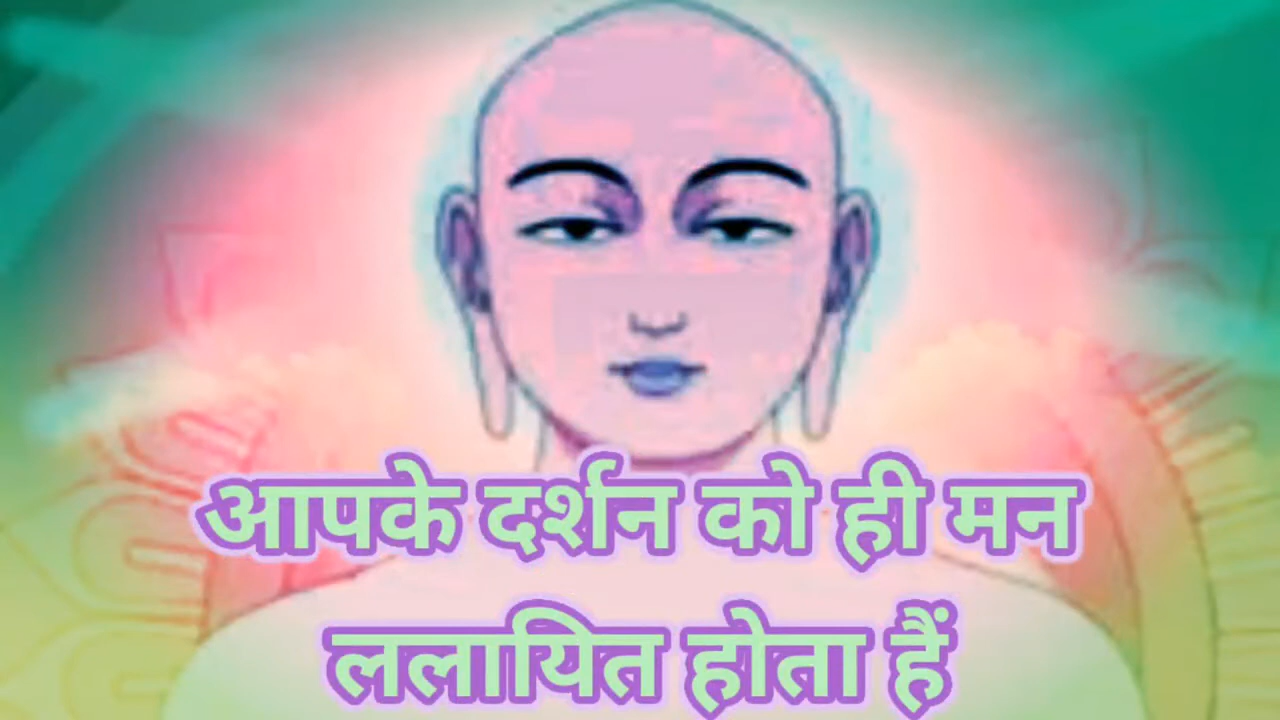 आपके दर्शन को ही मन
ललायित होता हैं